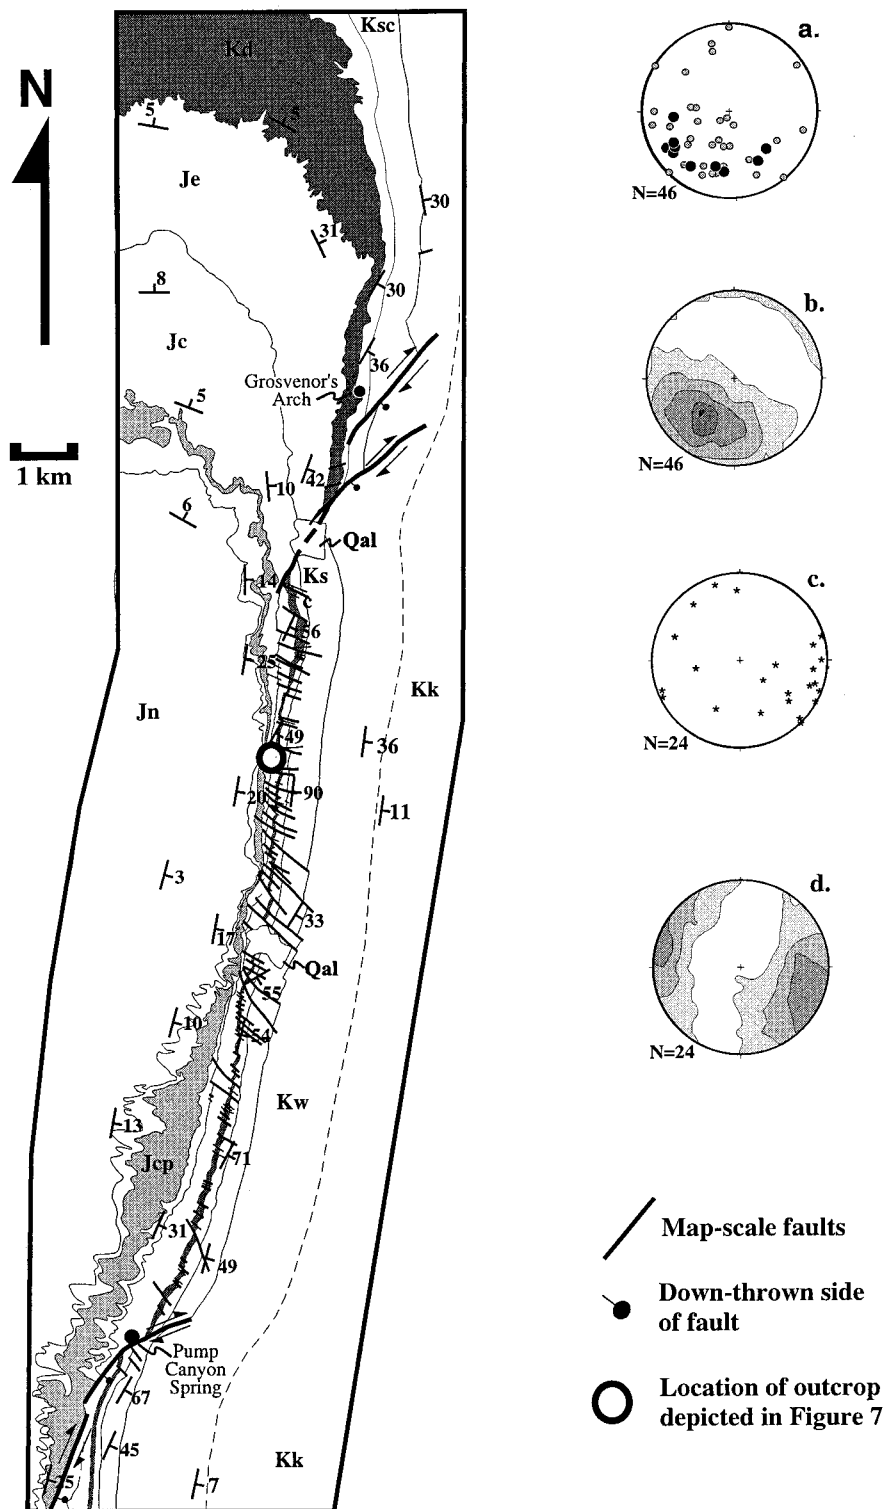 Ksc
a.
Kd
N
5
5
Je
30
N=46
31
8
30
b.
Jc
36
Grosvenor's
Arch
5
1 km
42
N=46
10
6
Qal
Ks
14
c
c.
56
25
Kk
Jn
49
36
N=24
20
90
11
3
d.
33
17
Qal
55
10
54
N=24
Kw
13
71
Jcp
31
Map-scale faults
49
Down-thrown side
of fault
Pump
Canyon
Spring
67
Location of outcrop
depicted in Figure 7
45
Kk
7